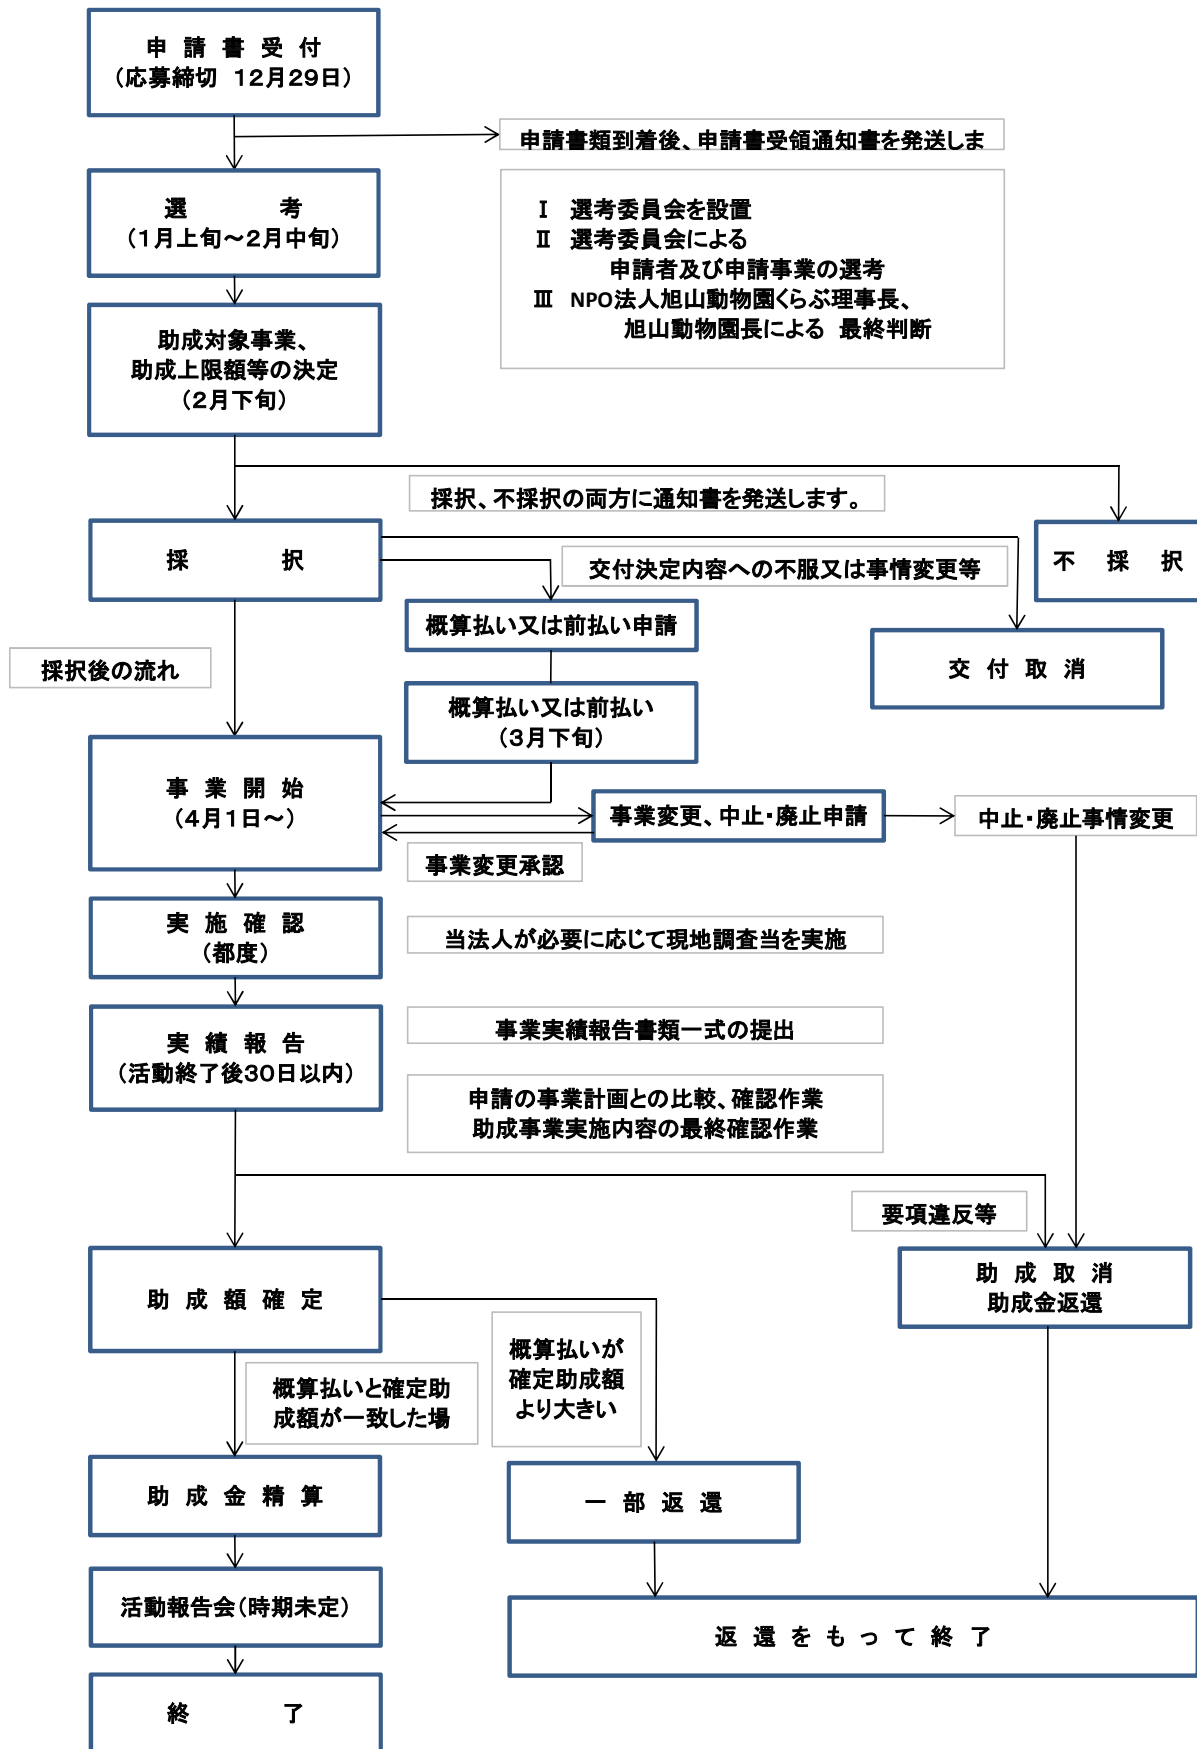 申 請 書 受 付
（応募締切 12月29日）
申請書類到着後、申請書受領通知書を発送しま
選 考
（1月上旬～2月中旬）
Ⅰ 選考委員会を設置
Ⅱ 選考委員会による
申請者及び申請事業の選考
Ⅲ NPO法人旭山動物園くらぶ理事長、
旭山動物園長による 最終判断
助成対象事業、
助成上限額等の決定
（2月下旬）
採択、不採択の両方に通知書を発送します。
採 択
不 採 択
交付決定内容への不服又は事情変更等
概算払い又は前払い申請
採択後の流れ
交 付 取 消
概算払い又は前払い
（3月下旬）
事 業 開 始
（4月1日～）
事業変更、中止・廃止申請
中止・廃止事情変更
事業変更承認
実 施 確 認
（都度）
当法人が必要に応じて現地調査当を実施
実 績 報 告
（活動終了後30日以内）
事業実績報告書類一式の提出
申請の事業計画との比較、確認作業
助成事業実施内容の最終確認作業
要項違反等
助 成 額 確 定
助 成 取 消
助成金返還
概算払いが
確定助成額
より大きい
概算払いと確定助
成額が一致した場
助 成 金 精 算
一 部 返 還
活動報告会（時期未定）
返 還 を も っ て 終 了
終 了